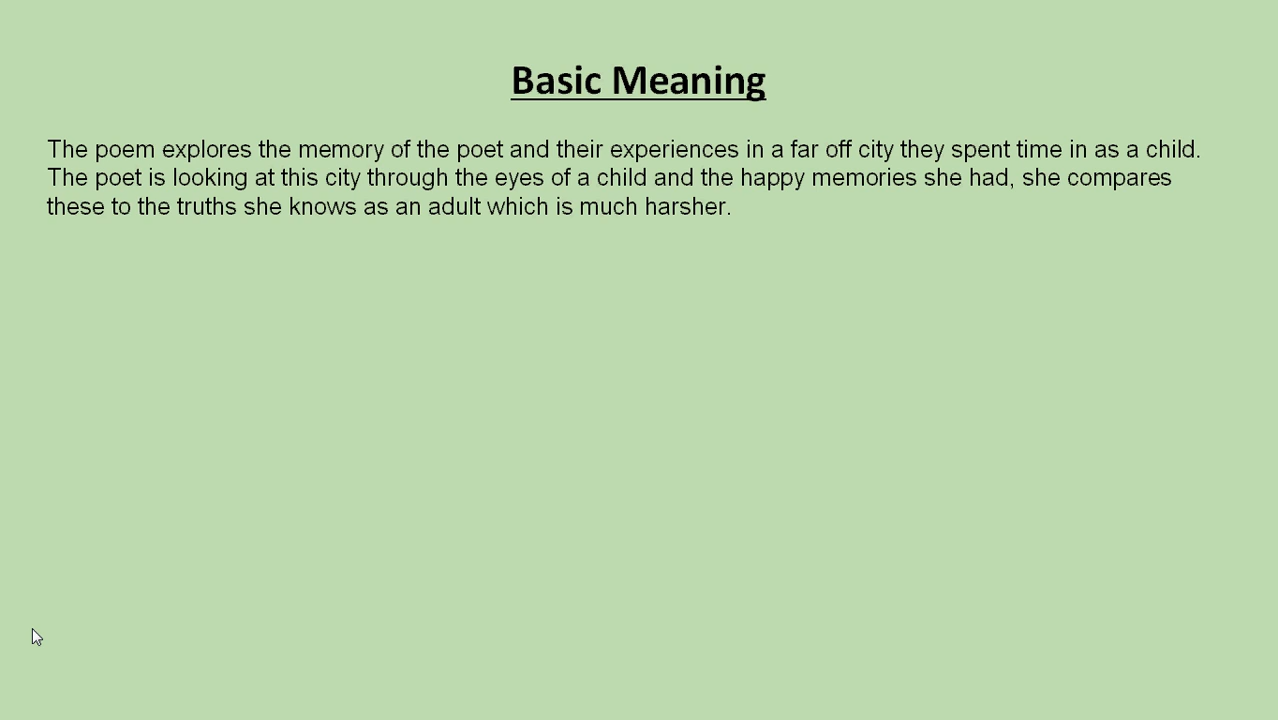 Basic Meaning
The poem explores the memory of the poet and their experiences in a far off city they spent time in as a child.
The poet is looking at this city through the eyes of a child and the happy memories she had, she compares
these to the truths she knows as an adult which is much harsher.